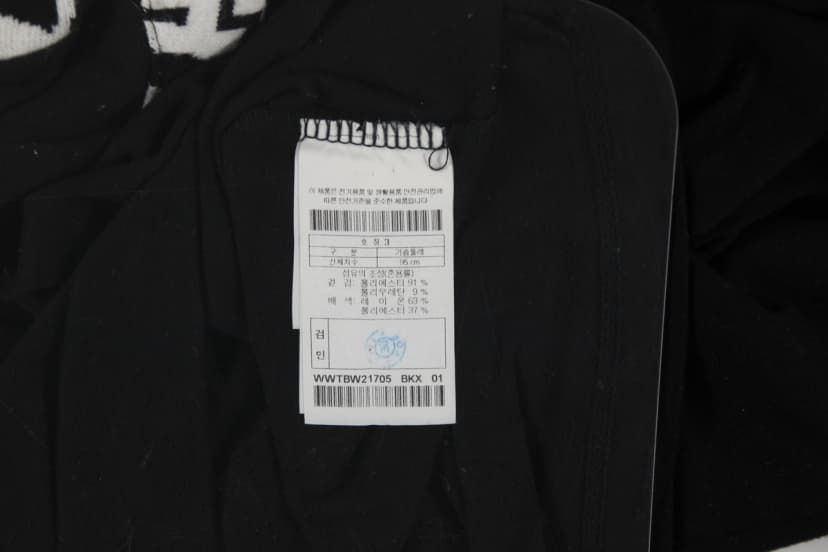 이 제품은 전기용품 및 생활용품 안전관리법에
따른 안전기준을 준수한 제품입니다
호 칭 3
구 분 가슴둘레
신체치수 95 cm
섬유의 조성(혼용률)
겉 감: 폴리에스터 91 %
폴리우레탄 9 %
배 색: 레 이 온 63 %
폴리에스터 37 %
검
인
WWTBW21705 BKX 01